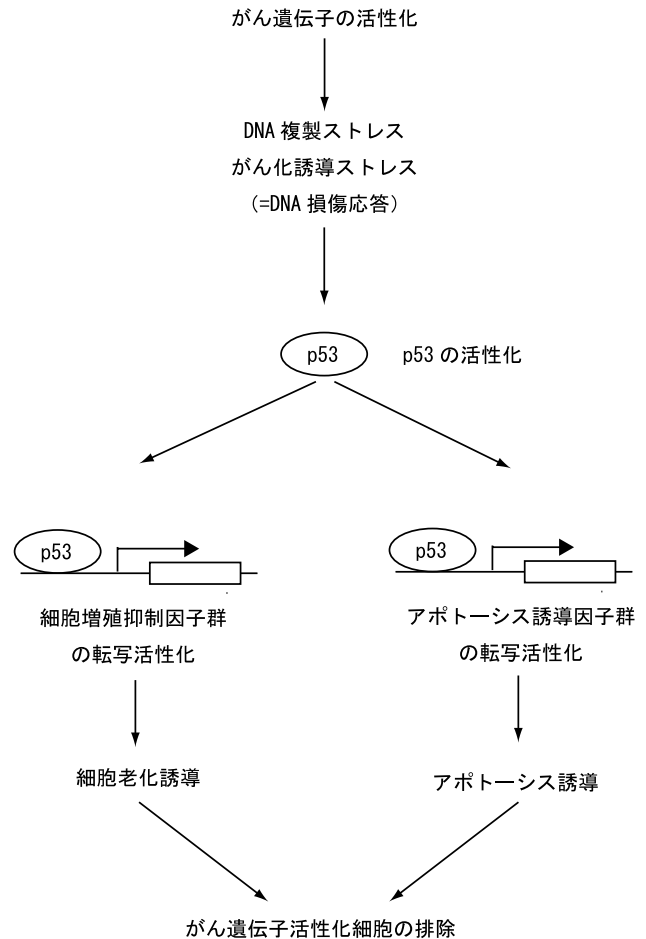 がん遺伝子の活性化
DNA 複製ストレス
がん化誘導ストレス
(=DNA 損傷応答)
p53
p53 の活性化
p53
細胞増殖抑制因子群
の転写活性化
細胞老化誘導
p53
アポトーシス誘導因子群
の転写活性化
アポトーシス誘導
がん遺伝子活性化細胞の排除